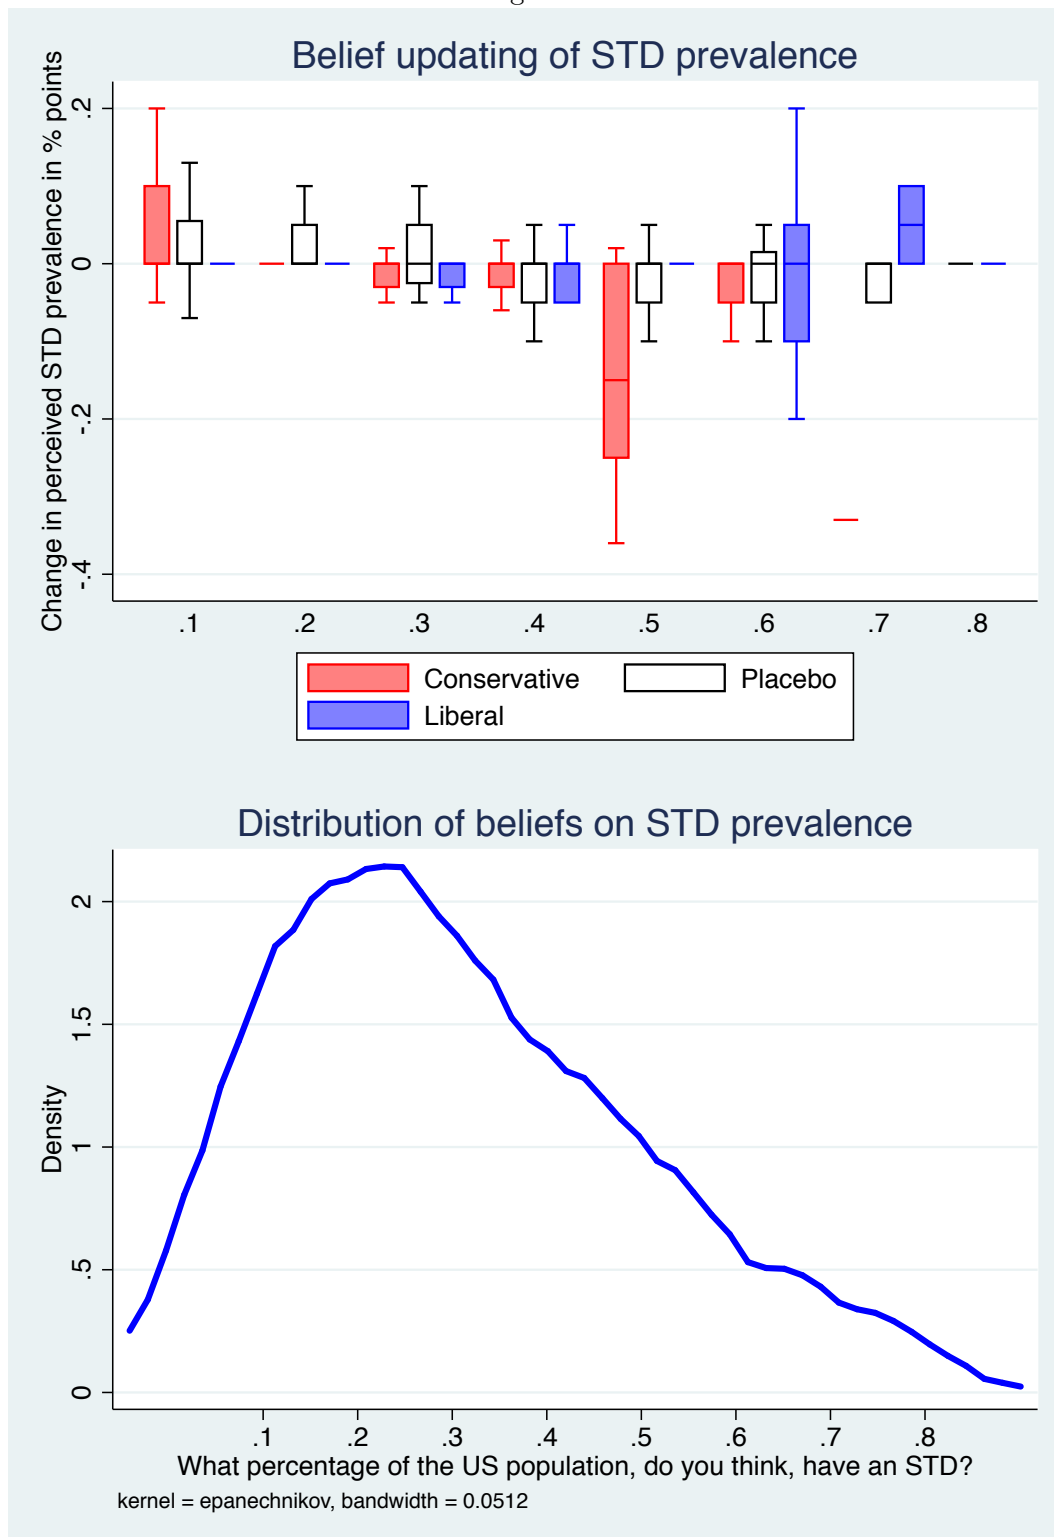 Belief updating of STD prevalence
Change in perceived STD prevalence in % points
.2
0
-.2
-.4
.1 .2 .3 .4 .5 .6 .7 .8
Conservative Placebo
Liberal
Distribution of beliefs on STD prevalence
Density
2
1.5
1
.5
0
.1 .2 .3 .4 .5 .6 .7 .8
What percentage of the US population, do you think, have an STD?
kernel = epanechnikov, bandwidth = 0.0512